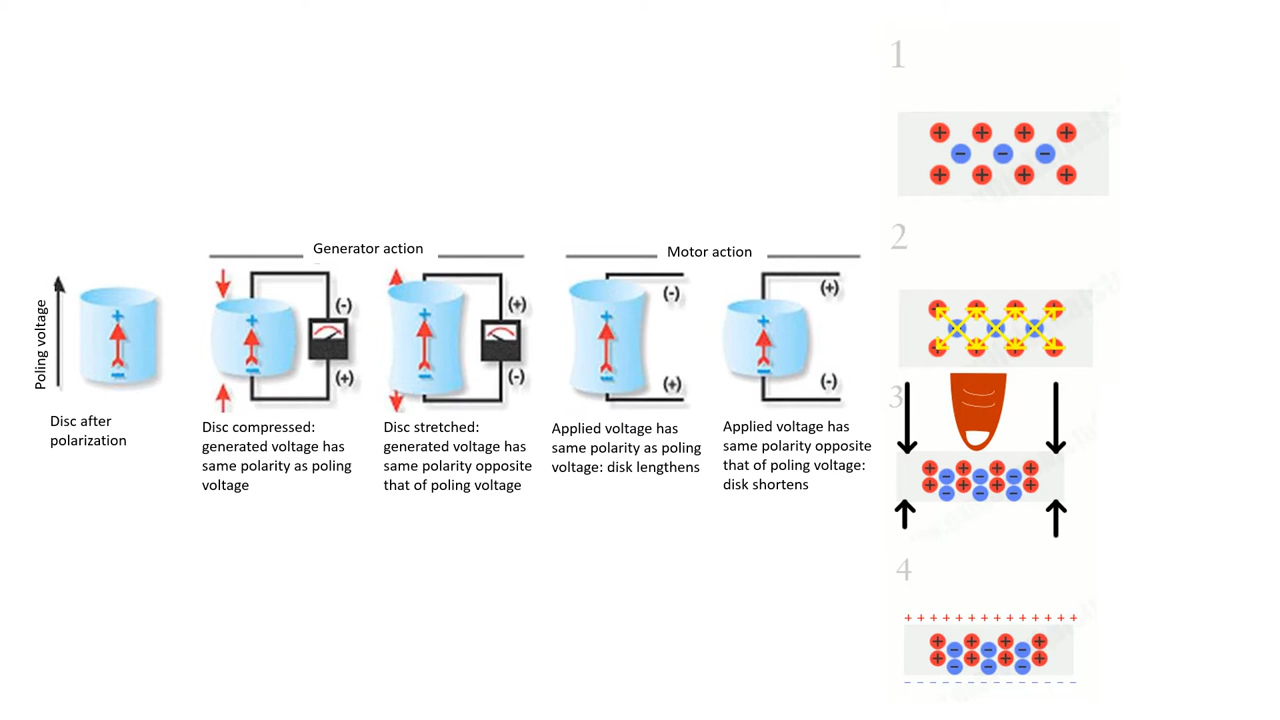 Generator action
Motor action
Poling voltage
+
−
+
−
(-)
(+)
+
−
(+)
(-)
+
−
(-)
(+)
+
−
(+)
(-)
Disc after
polarization
Disc compressed:
generated voltage has
same polarity as poling
voltage
Disc stretched:
generated voltage has
same polarity opposite
that of poling voltage
Applied voltage has
same polarity as poling
voltage: disk lengthens
Applied voltage has
same polarity opposite
that of poling voltage:
disk shortens
1
+ + + +
− − −
+ + + +
2
+ + + +
− − −
+ + + +
3
+ + + +
− − −
+ + + +
− − −
4
+ + + + + + + + + + + + + +
+ + + +
− − −
+ + + +
− − −
− − − − − − − − − − − − − −